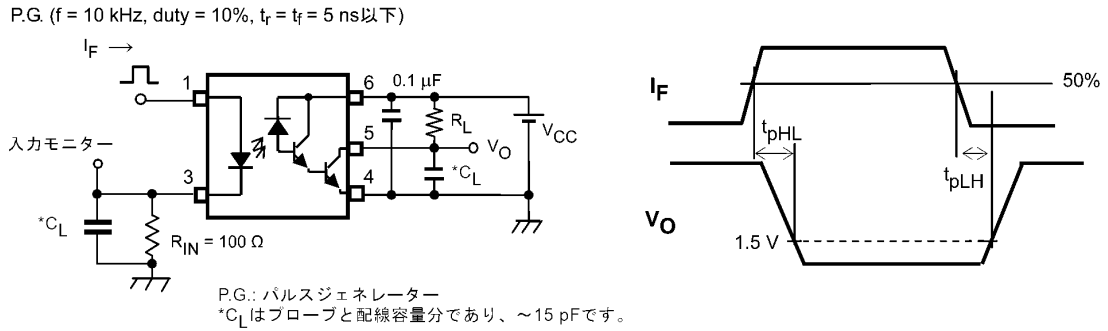 P.G. (f = 10 kHz, duty = 10%, tr = tf = 5 ns以下)
IF →
1
6
0.1 μF
RL
VCC
5
VO
入力モニター
3
4
*CL
*CL
RIN = 100 Ω
P.G.: パルスジェネレーター
*CLはプローブと配線容量分であり、～15 pFです。
IF
50%
tpHL
tpLH
VO
1.5 V